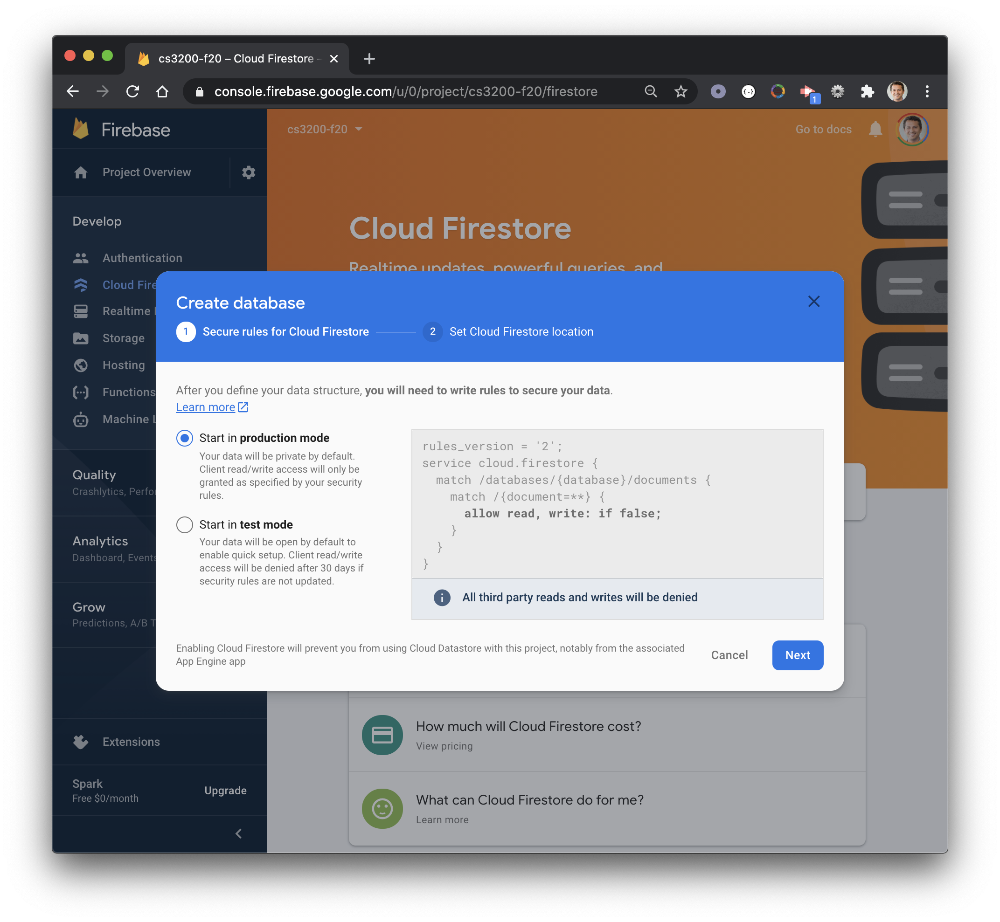 cs3200-f20 – Cloud Firestore –
console.firebase.google.com/u/0/project/cs3200-f20/firestore
1
Firebase
cs3200-f20
Go to docs
Project Overview
Develop
Authentication
Cloud Fire
Realtime
Storage
Hosting
Functions
Machine L
Quality
Crashlytics, Perfor
Analytics
Dashboard, Events
Grow
Predictions, A/B T
Extensions
Spark
Free $0/month
Upgrade
Cloud Firestore
Realtime updates, powerful queries, and
Create database
1 Secure rules for Cloud Firestore
2 Set Cloud Firestore location
After you define your data structure, you will need to write rules to secure your data.
Learn more
Start in production mode
Your data will be private by default.
Client read/write access will only be
granted as specified by your security
rules.
Start in test mode
Your data will be open by default to
enable quick setup. Client read/write
access will be denied after 30 days if
security rules are not updated.
rules_version = '2';
service cloud.firestore {
match /databases/{database}/documents {
match /{document=**} {
allow read, write: if false;
}
}
}
All third party reads and writes will be denied
Enabling Cloud Firestore will prevent you from using Cloud Datastore with this project, notably from the associated
App Engine app
Cancel
Next
How much will Cloud Firestore cost?
View pricing
What can Cloud Firestore do for me?
Learn more